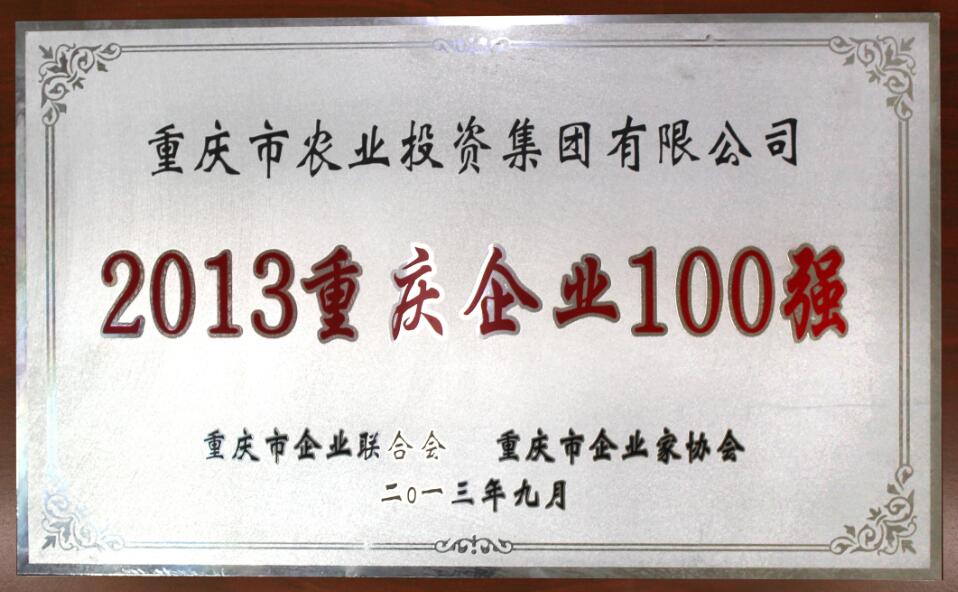 重庆市农业投资集团有限公司
2013重庆企业100强
重庆市企业联合会 重庆市企业家协会
二〇一三年九月